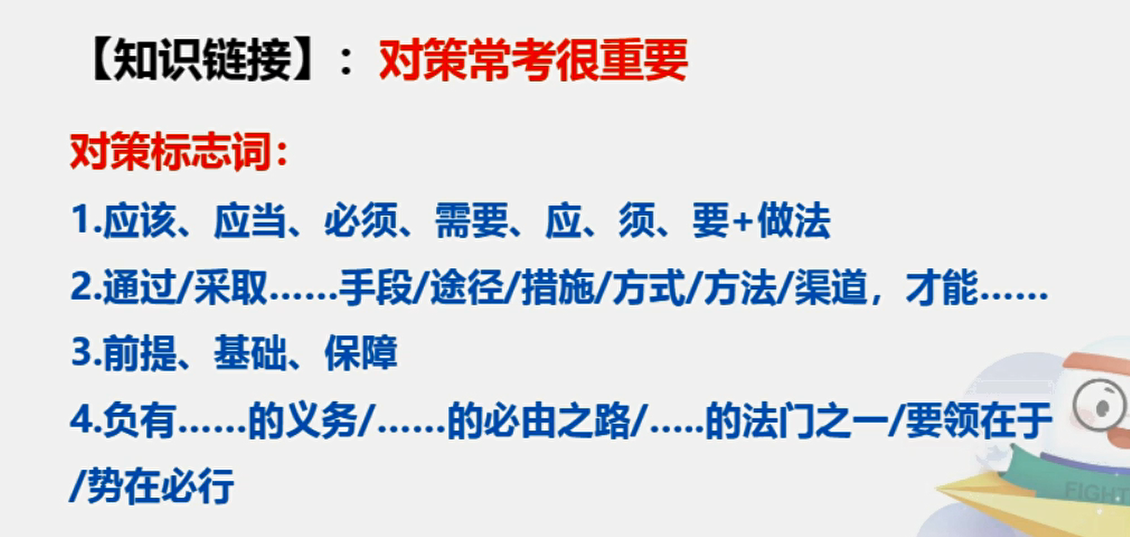 【知识链接】：对策常考很重要
对策标志词：
1.应该、应当、必须、需要、应、须、要+做法
2.通过/采取……手段/途径/措施/方式/方法/渠道，才能……
3.前提、基础、保障
4.负有……的义务/……的必由之路/…..的法门之一/要领在于
/势在必行
FIGHT